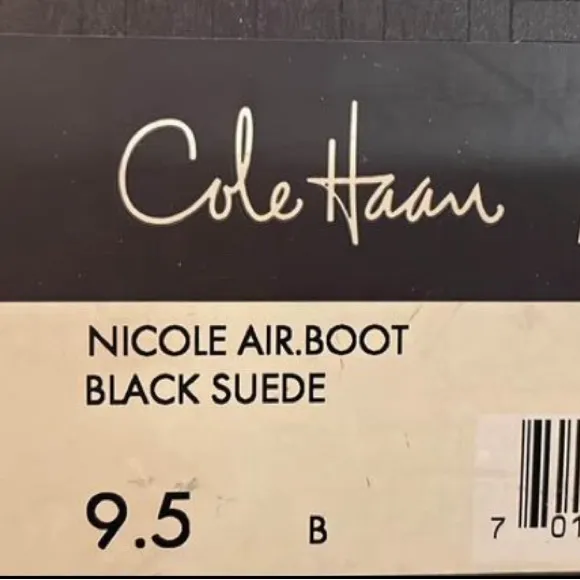 Cole Haan
NICOLE AIR.BOOT
BLACK SUEDE
9.5 B
7 01